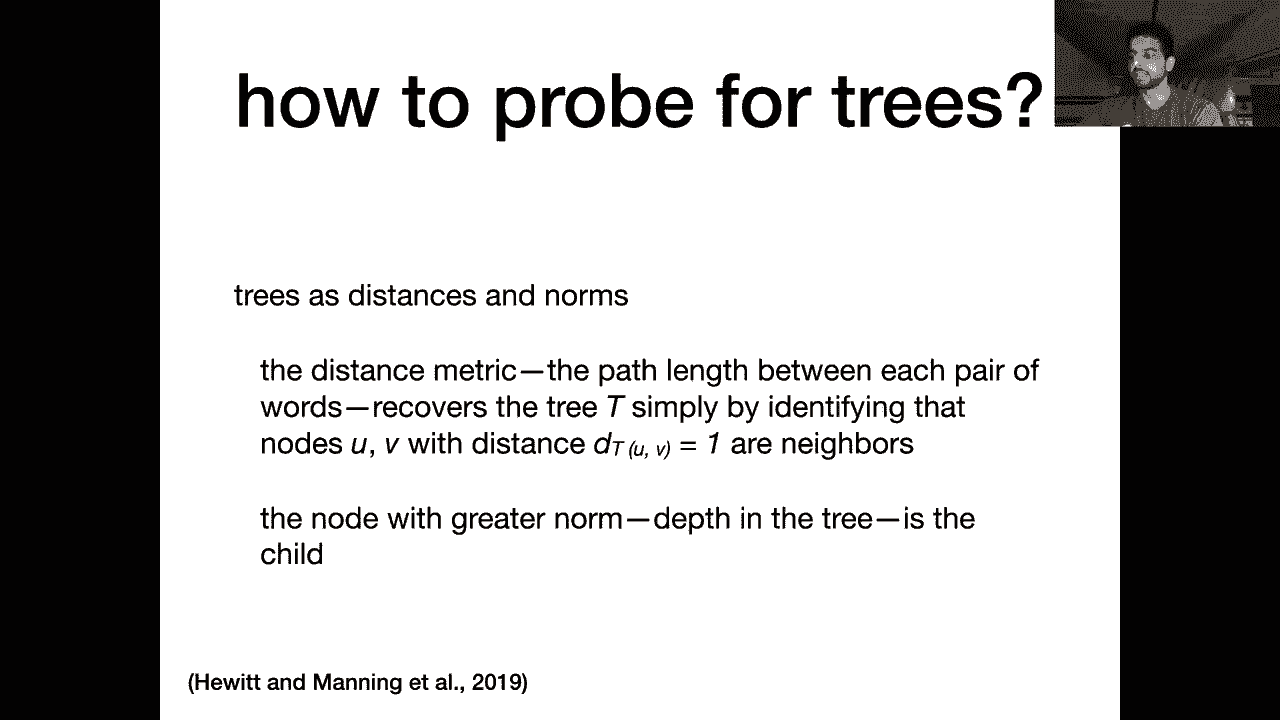 how to probe for trees?
trees as distances and norms
the distance metric—the path length between each pair of
words—recovers the tree T simply by identifying that
nodes u, v with distance dT (u, v) = 1 are neighbors
the node with greater norm—depth in the tree—is the
child
(Hewitt and Manning et al., 2019)